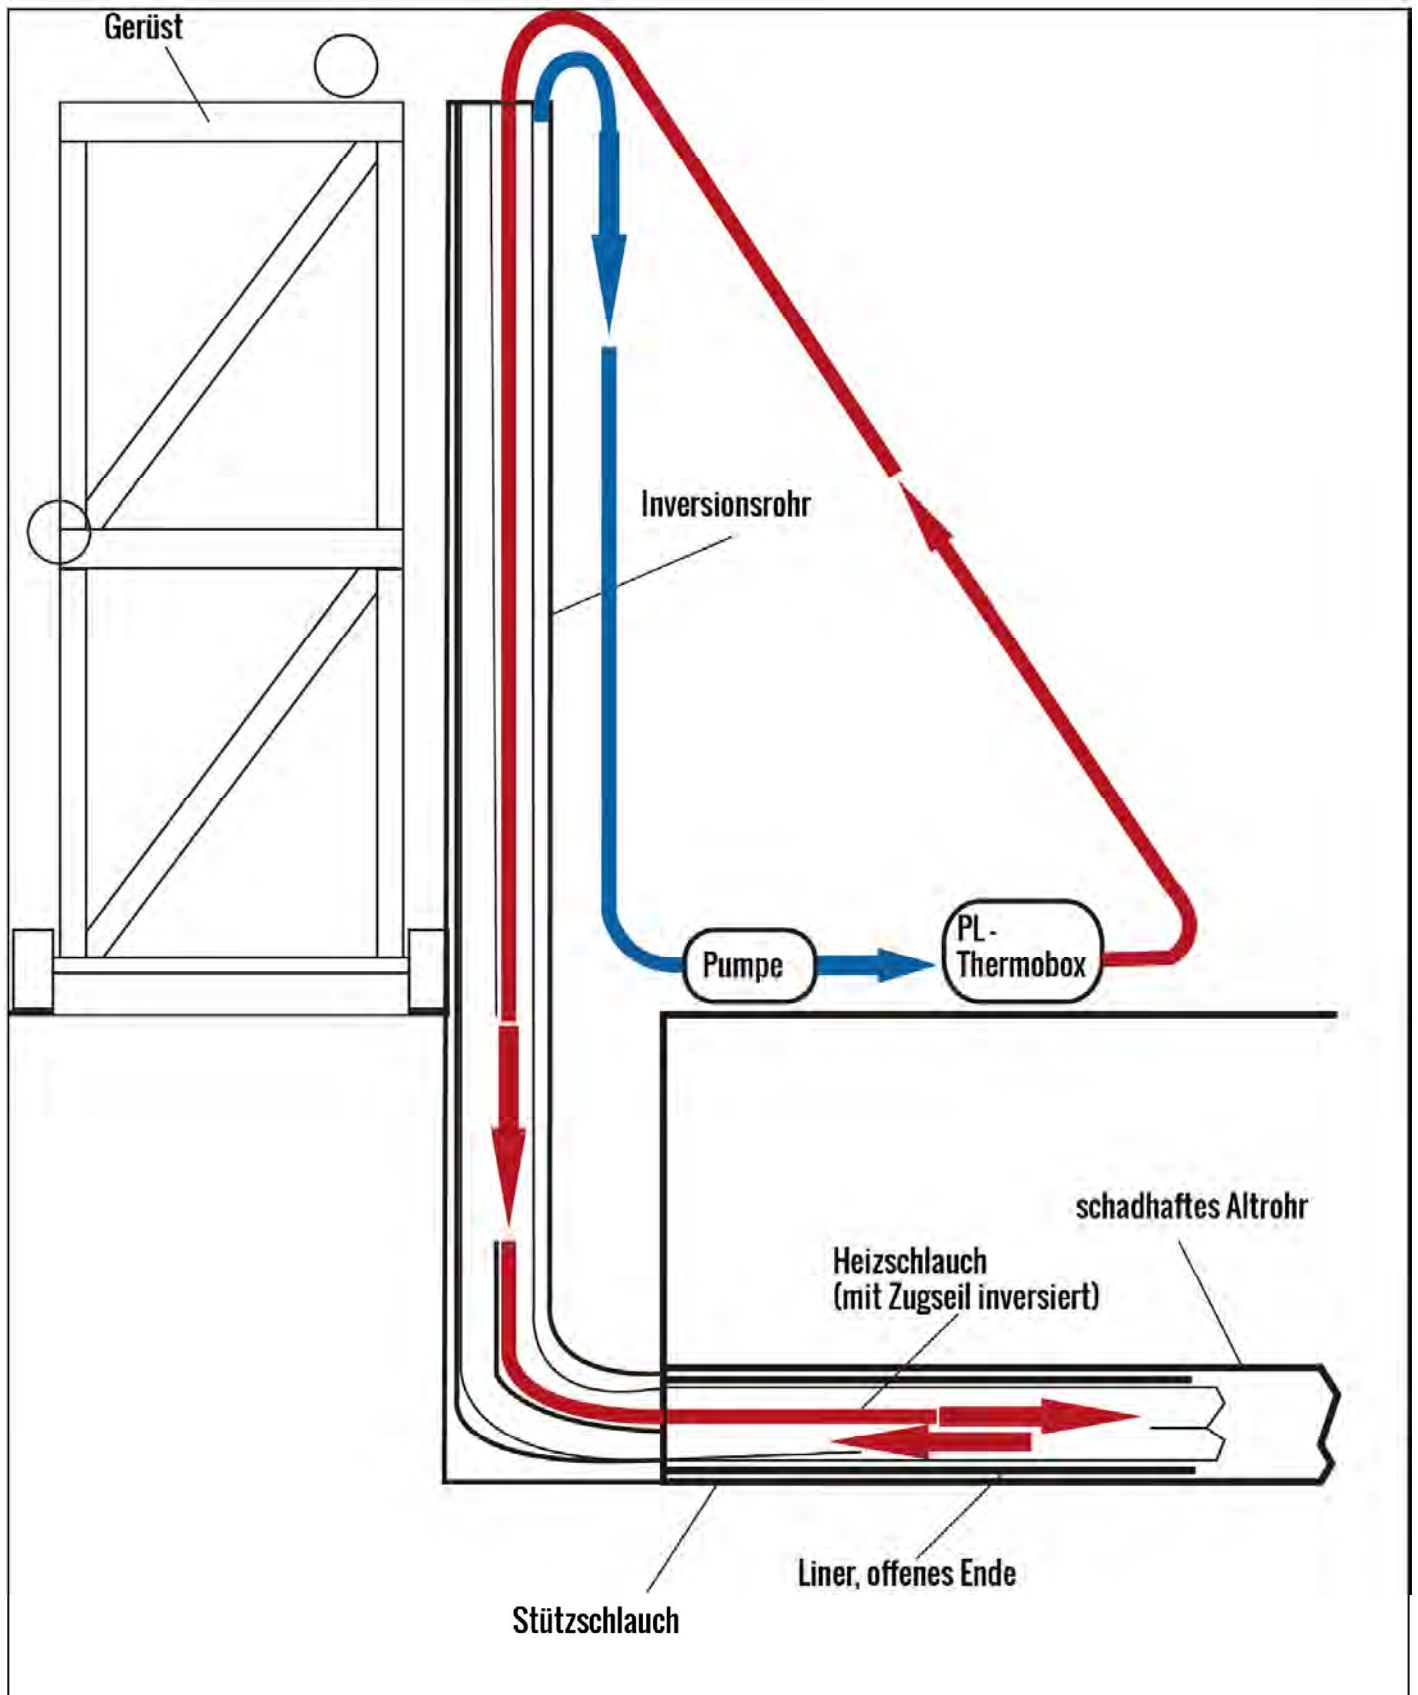 Gerüst
Inversionsrohr
Pumpe
PL -
Thermobox
schadhaftes Altrohr
Heizschlauch
(mit Zugseil inversiert)
Liner, offenes Ende
Stützschlauch